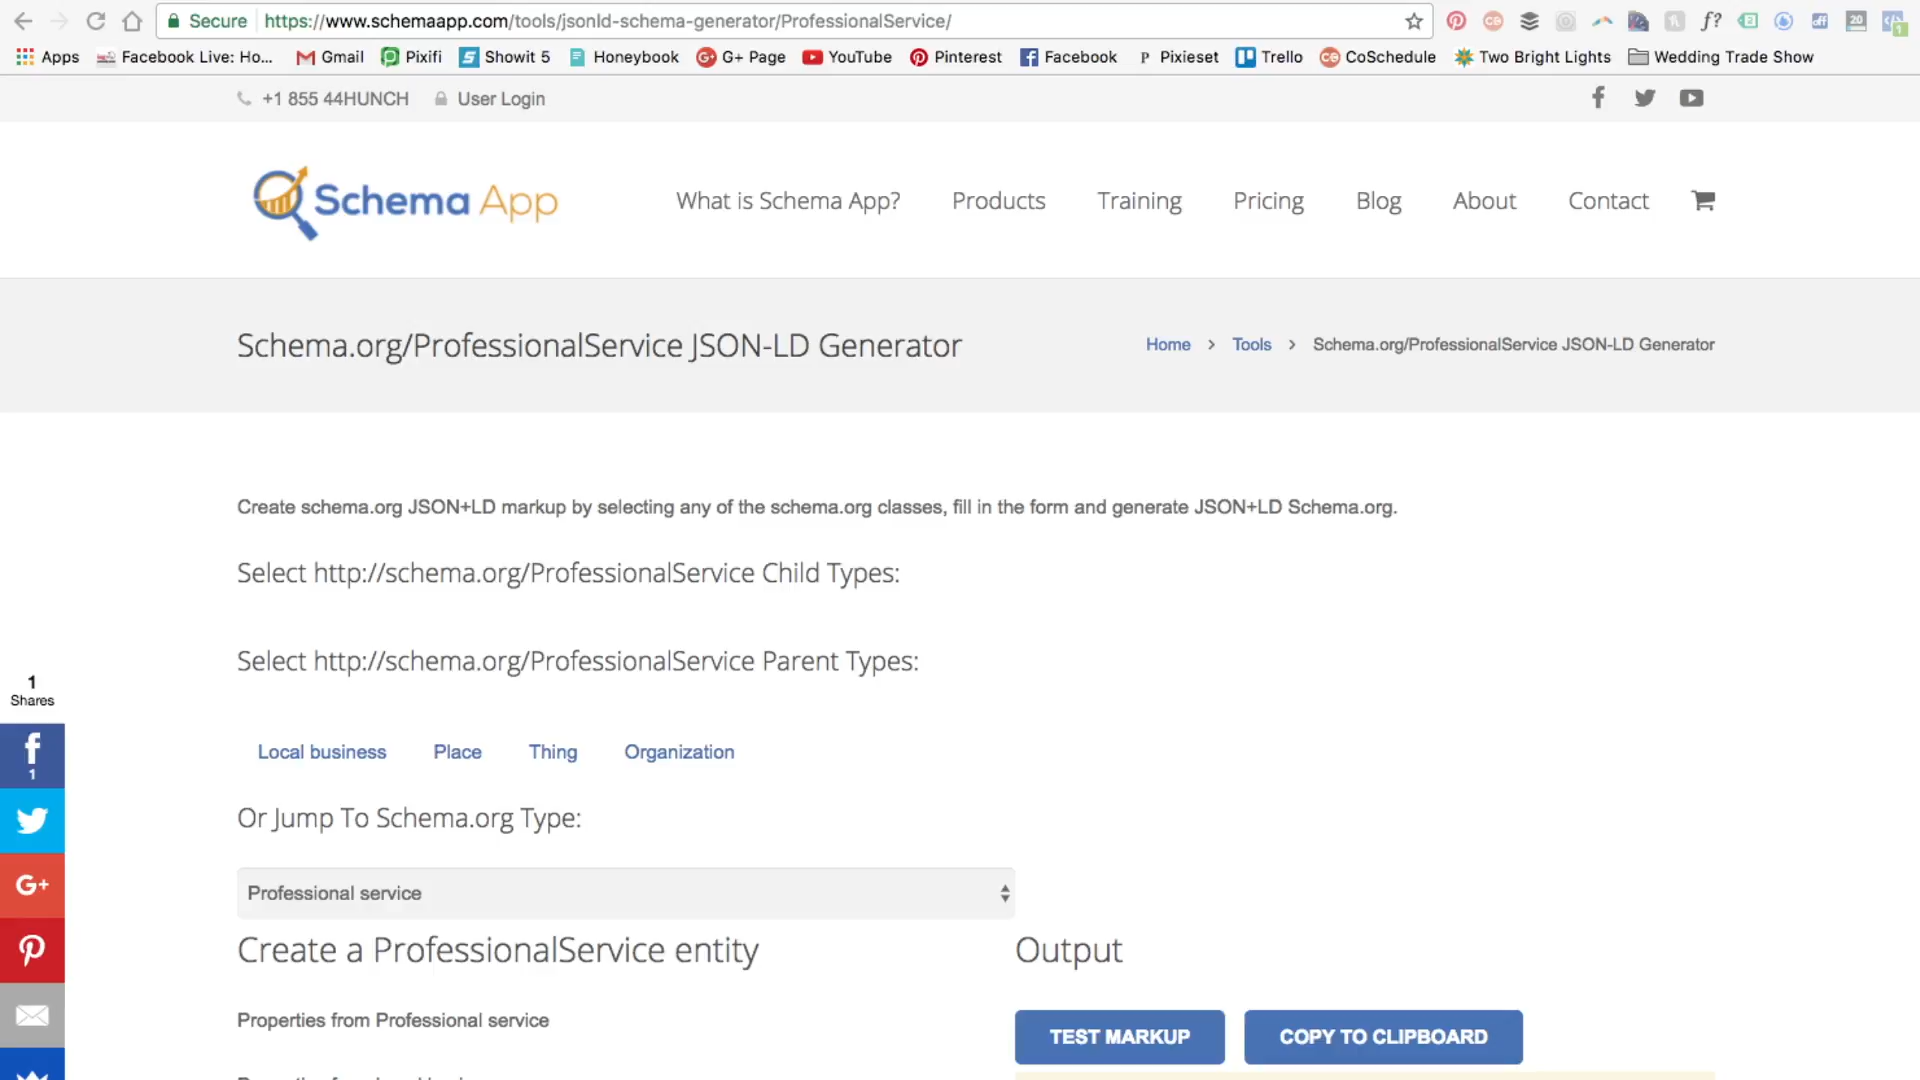 Secure https://www.schemaapp.com/tools/jsonld-schema-generator/ProfessionalService/
Apps Facebook Live: Ho... Gmail Pixifi Showit 5 Honeybook G+ Page YouTube Pinterest Facebook Pixieset Trello CoSchedule Two Bright Lights Wedding Trade Show
+1 855 44HUNCH User Login
Schema App
What is Schema App? Products Training Pricing Blog About Contact
Schema.org/ProfessionalService JSON-LD Generator
Home > Tools > Schema.org/ProfessionalService JSON-LD Generator
Create schema.org JSON+LD markup by selecting any of the schema.org classes, fill in the form and generate JSON+LD Schema.org.
Select http://schema.org/ProfessionalService Child Types:
Select http://schema.org/ProfessionalService Parent Types:
1
Shares
1
G+
Local business Place Thing Organization
Or Jump To Schema.org Type:
Professional service
Create a ProfessionalService entity
Output
Properties from Professional service
TEST MARKUP COPY TO CLIPBOARD